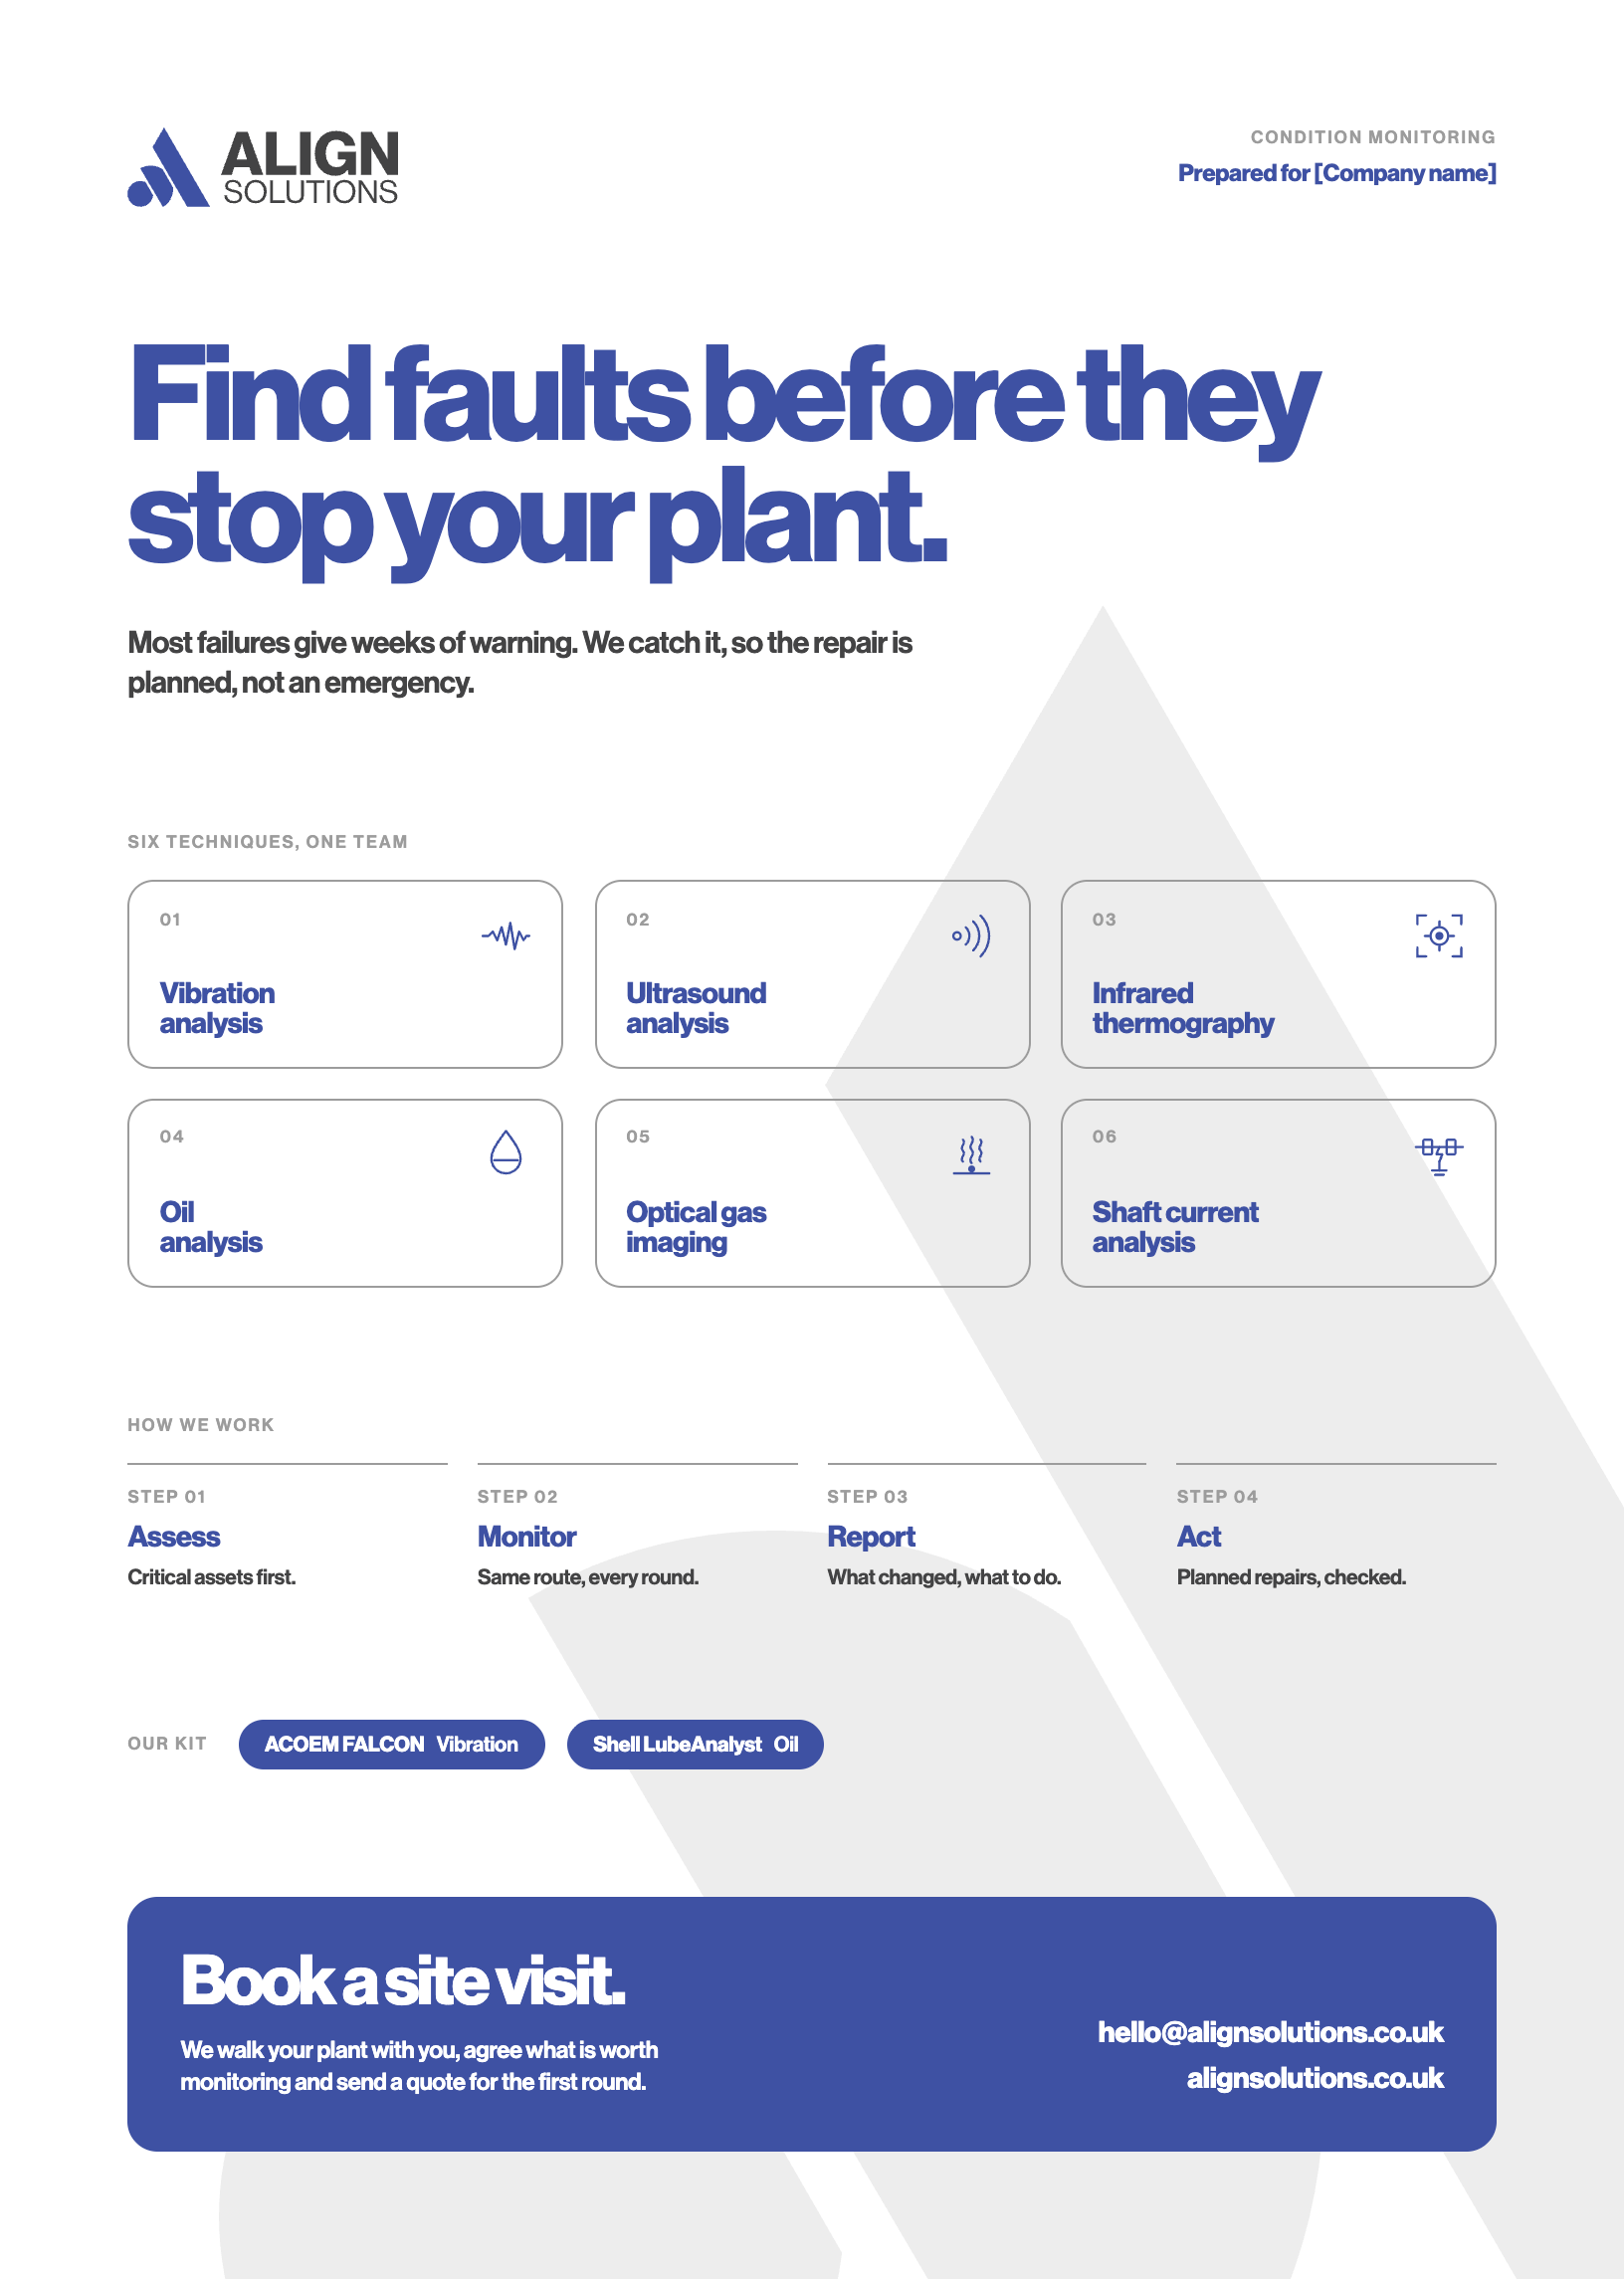 ALIGN
SOLUTIONS
CONDITION MONITORING
Prepared for [Company name]
Find faults before they
stop your plant.
Most failures give weeks of warning. We catch it, so the repair is
planned, not an emergency.
SIX TECHNIQUES, ONE TEAM
01
Vibration
analysis
02
Ultrasound
analysis
03
Infrared
thermography
04
Oil
analysis
05
Optical gas
imaging
06
Shaft current
analysis
HOW WE WORK
STEP 01
Assess
Critical assets first.
STEP 02
Monitor
Same route, every round.
STEP 03
Report
What changed, what to do.
STEP 04
Act
Planned repairs, checked.
OUR KIT
ACOEM FALCON Vibration
Shell LubeAnalyst Oil
Book a site visit.
We walk your plant with you, agree what is worth
monitoring and send a quote for the first round.
hello@alignsolutions.co.uk
alignsolutions.co.uk